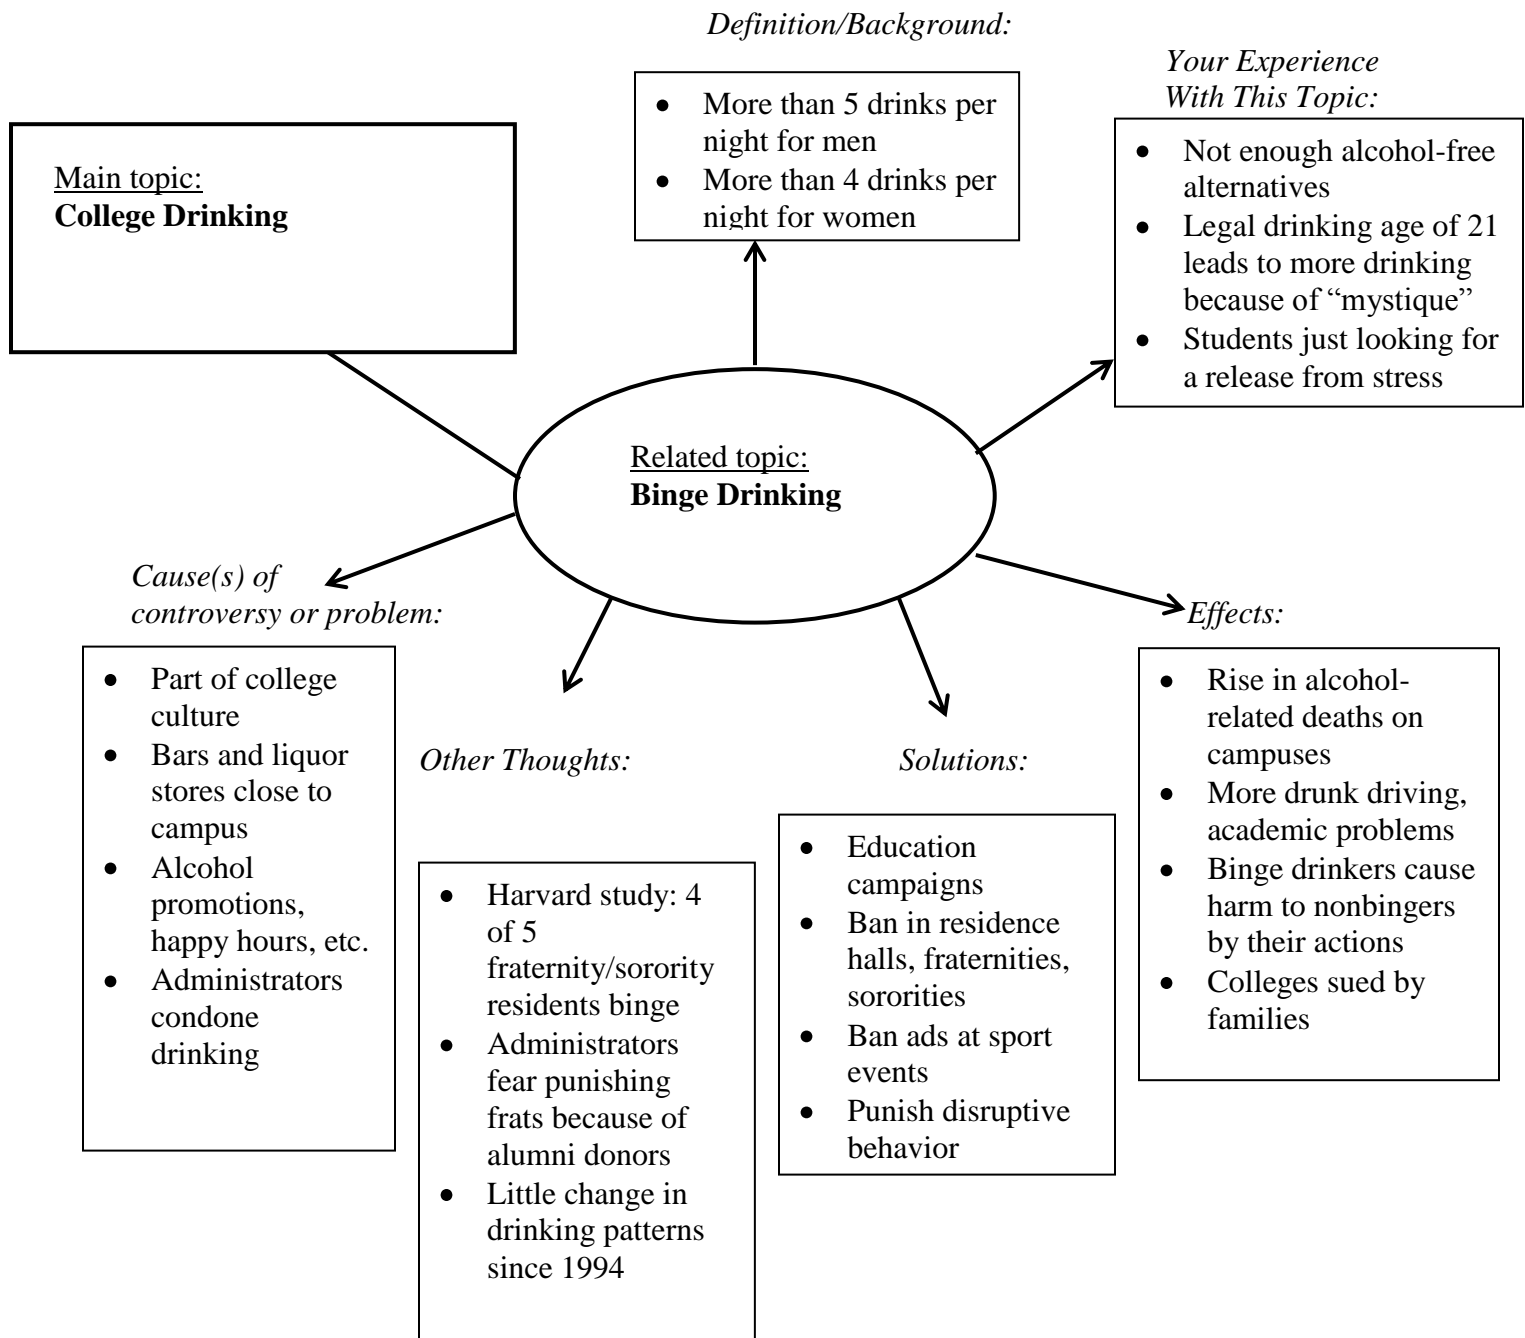 Definition/Background:
• More than 5 drinks per
night for men
• More than 4 drinks per
night for women
Your Experience
With This Topic:
• Not enough alcohol-free
alternatives
• Legal drinking age of 21
leads to more drinking
because of “mystique”
• Students just looking for
a release from stress
Main topic:
College Drinking
Related topic:
Binge Drinking
Cause(s) of
controversy or problem:
• Part of college
culture
• Bars and liquor
stores close to
campus
• Alcohol
promotions,
happy hours, etc.
• Administrators
condone
drinking
Other Thoughts:
• Harvard study: 4
of 5
fraternity/sorority
residents binge
• Administrators
fear punishing
frats because of
alumni donors
• Little change in
drinking patterns
since 1994
Solutions:
• Education
campaigns
• Ban in residence
halls, fraternities,
sororities
• Ban ads at sport
events
• Punish disruptive
behavior
Effects:
• Rise in alcohol-
related deaths on
campuses
• More drunk driving,
academic problems
• Binge drinkers cause
harm to nonbingers
by their actions
• Colleges sued by
families